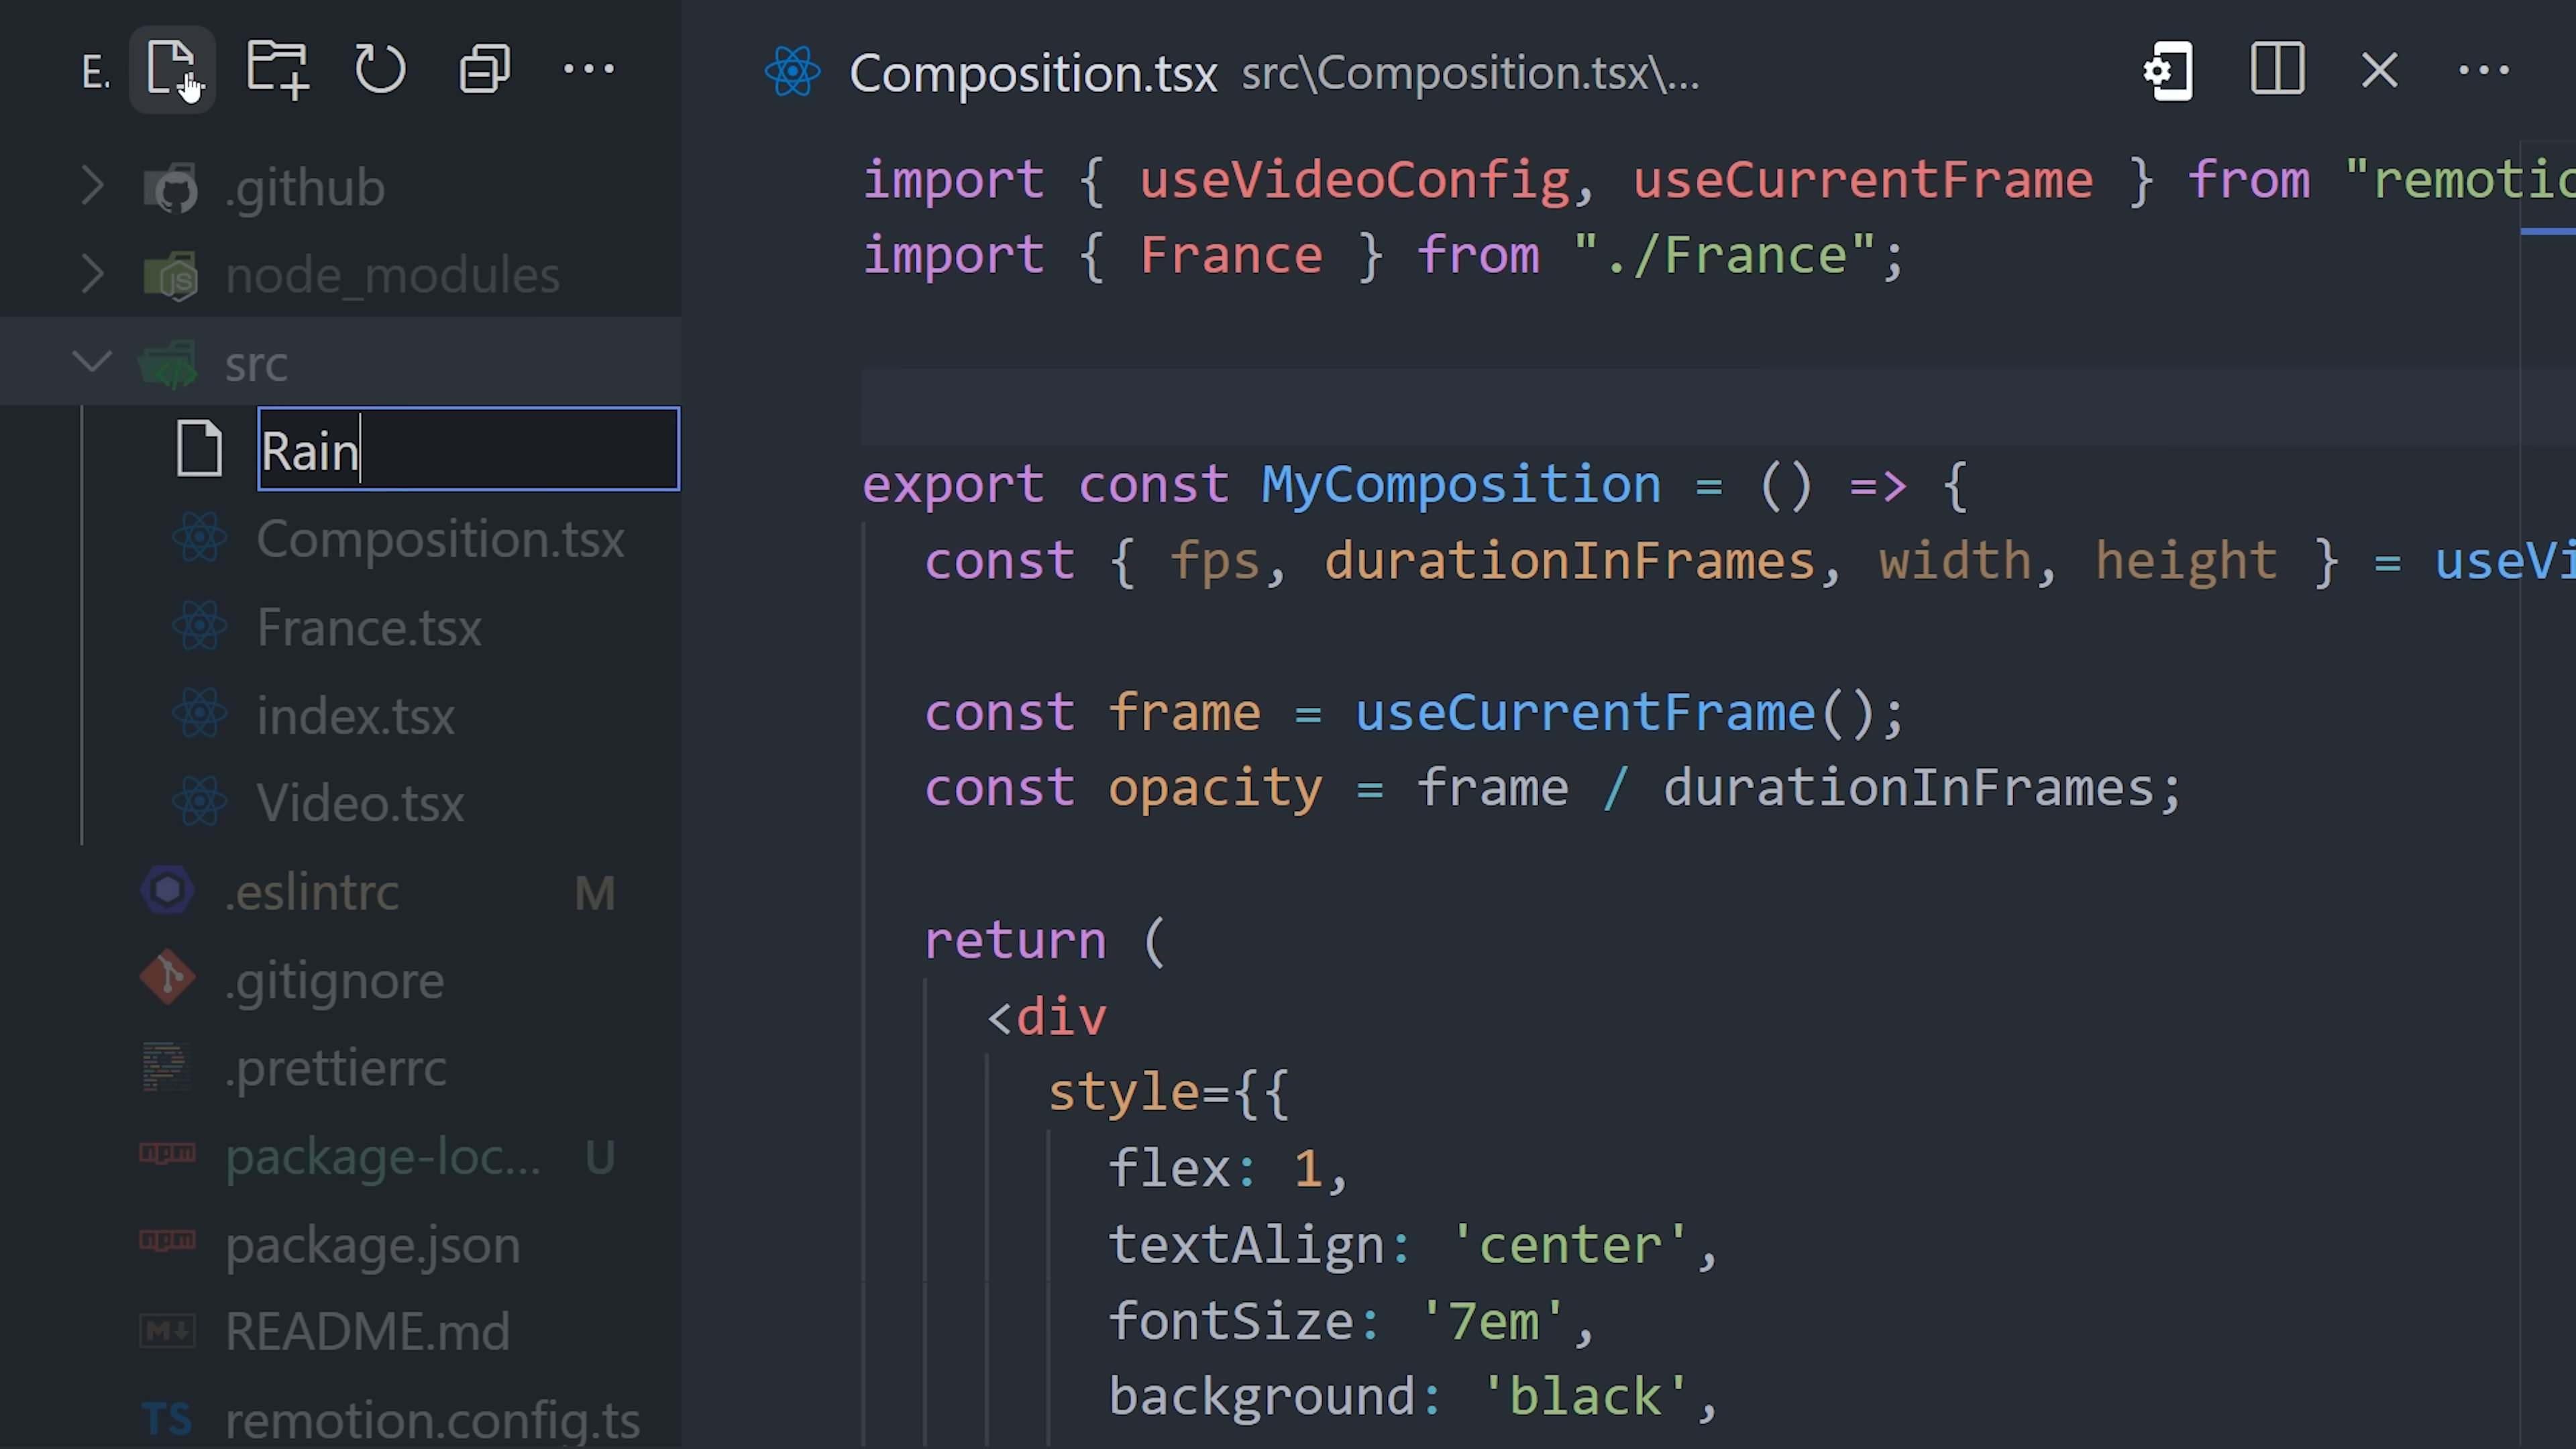 E.
.github
node_modules
src
Rain
Composition.tsx
France.tsx
index.tsx
Video.tsx
.eslintrc M
.gitignore
.prettierrc
package-loc... U
package.json
README.md
TS remotion.config.ts
Composition.tsx src\Composition.tsx\...
import { useVideoConfig, useCurrentFrame } from "remotio
import { France } from "./France";
export const MyComposition = () => {
const { fps, durationInFrames, width, height } = useVi
const frame = useCurrentFrame();
const opacity = frame / durationInFrames;
return (
<div
style={{
flex: 1,
textAlign: 'center',
fontSize: '7em',
background: 'black',